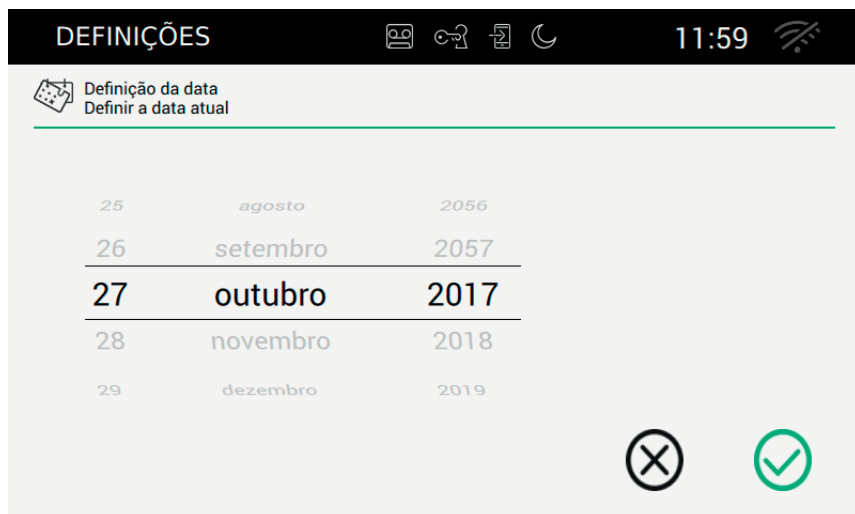 DEFINIÇÕES 11:59
Definição da data
Definir a data atual
25 agosto 2056
26 setembro 2057
27 outubro 2017
28 novembro 2018
29 dezembro 2019